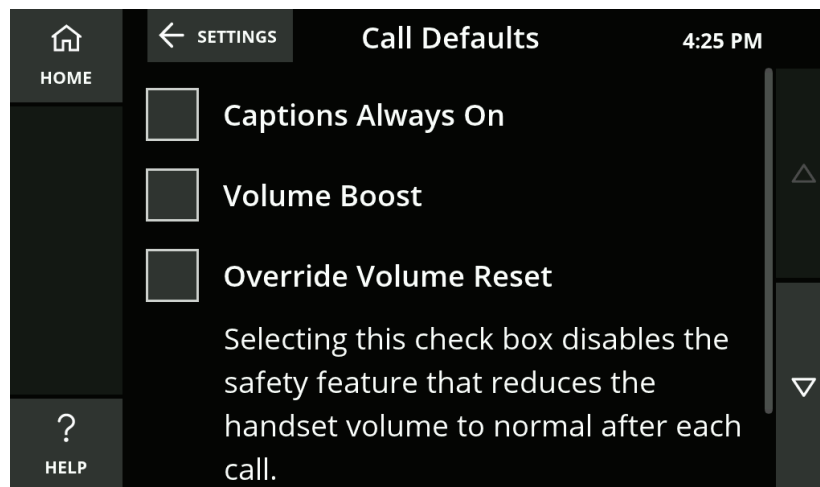 HOME
← SETTINGS
Call Defaults
4:25 PM
Captions Always On
Volume Boost
Override Volume Reset
Selecting this check box disables the
safety feature that reduces the
handset volume to normal after each
call.
?
HELP